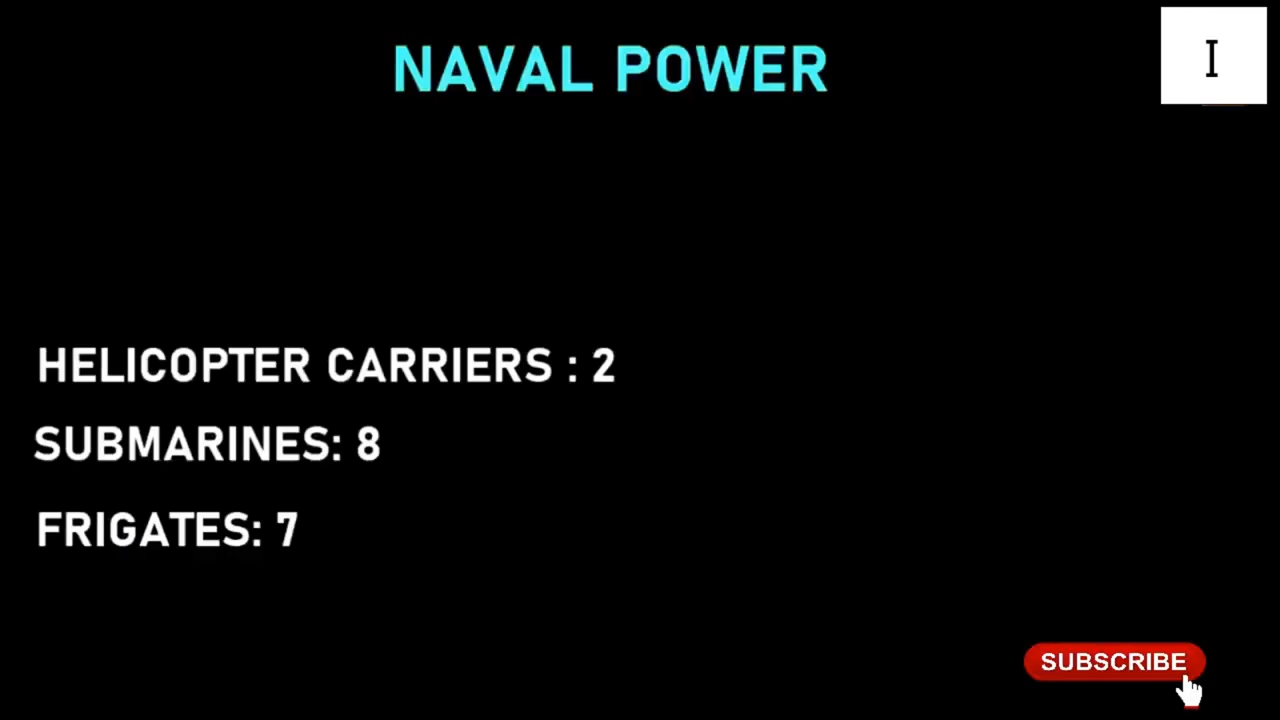 NAVAL POWER
I
HELICOPTER CARRIERS : 2
SUBMARINES: 8
FRIGATES: 7
SUBSCRIBE